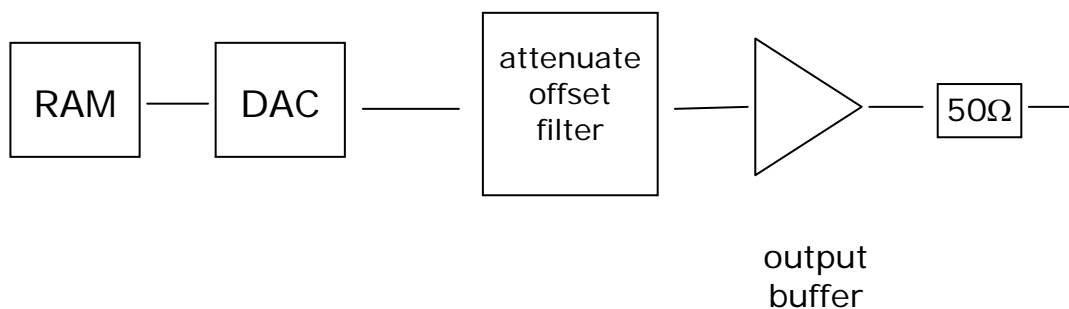 RAM
DAC
attenuate
offset
filter
50Ω
output
buffer